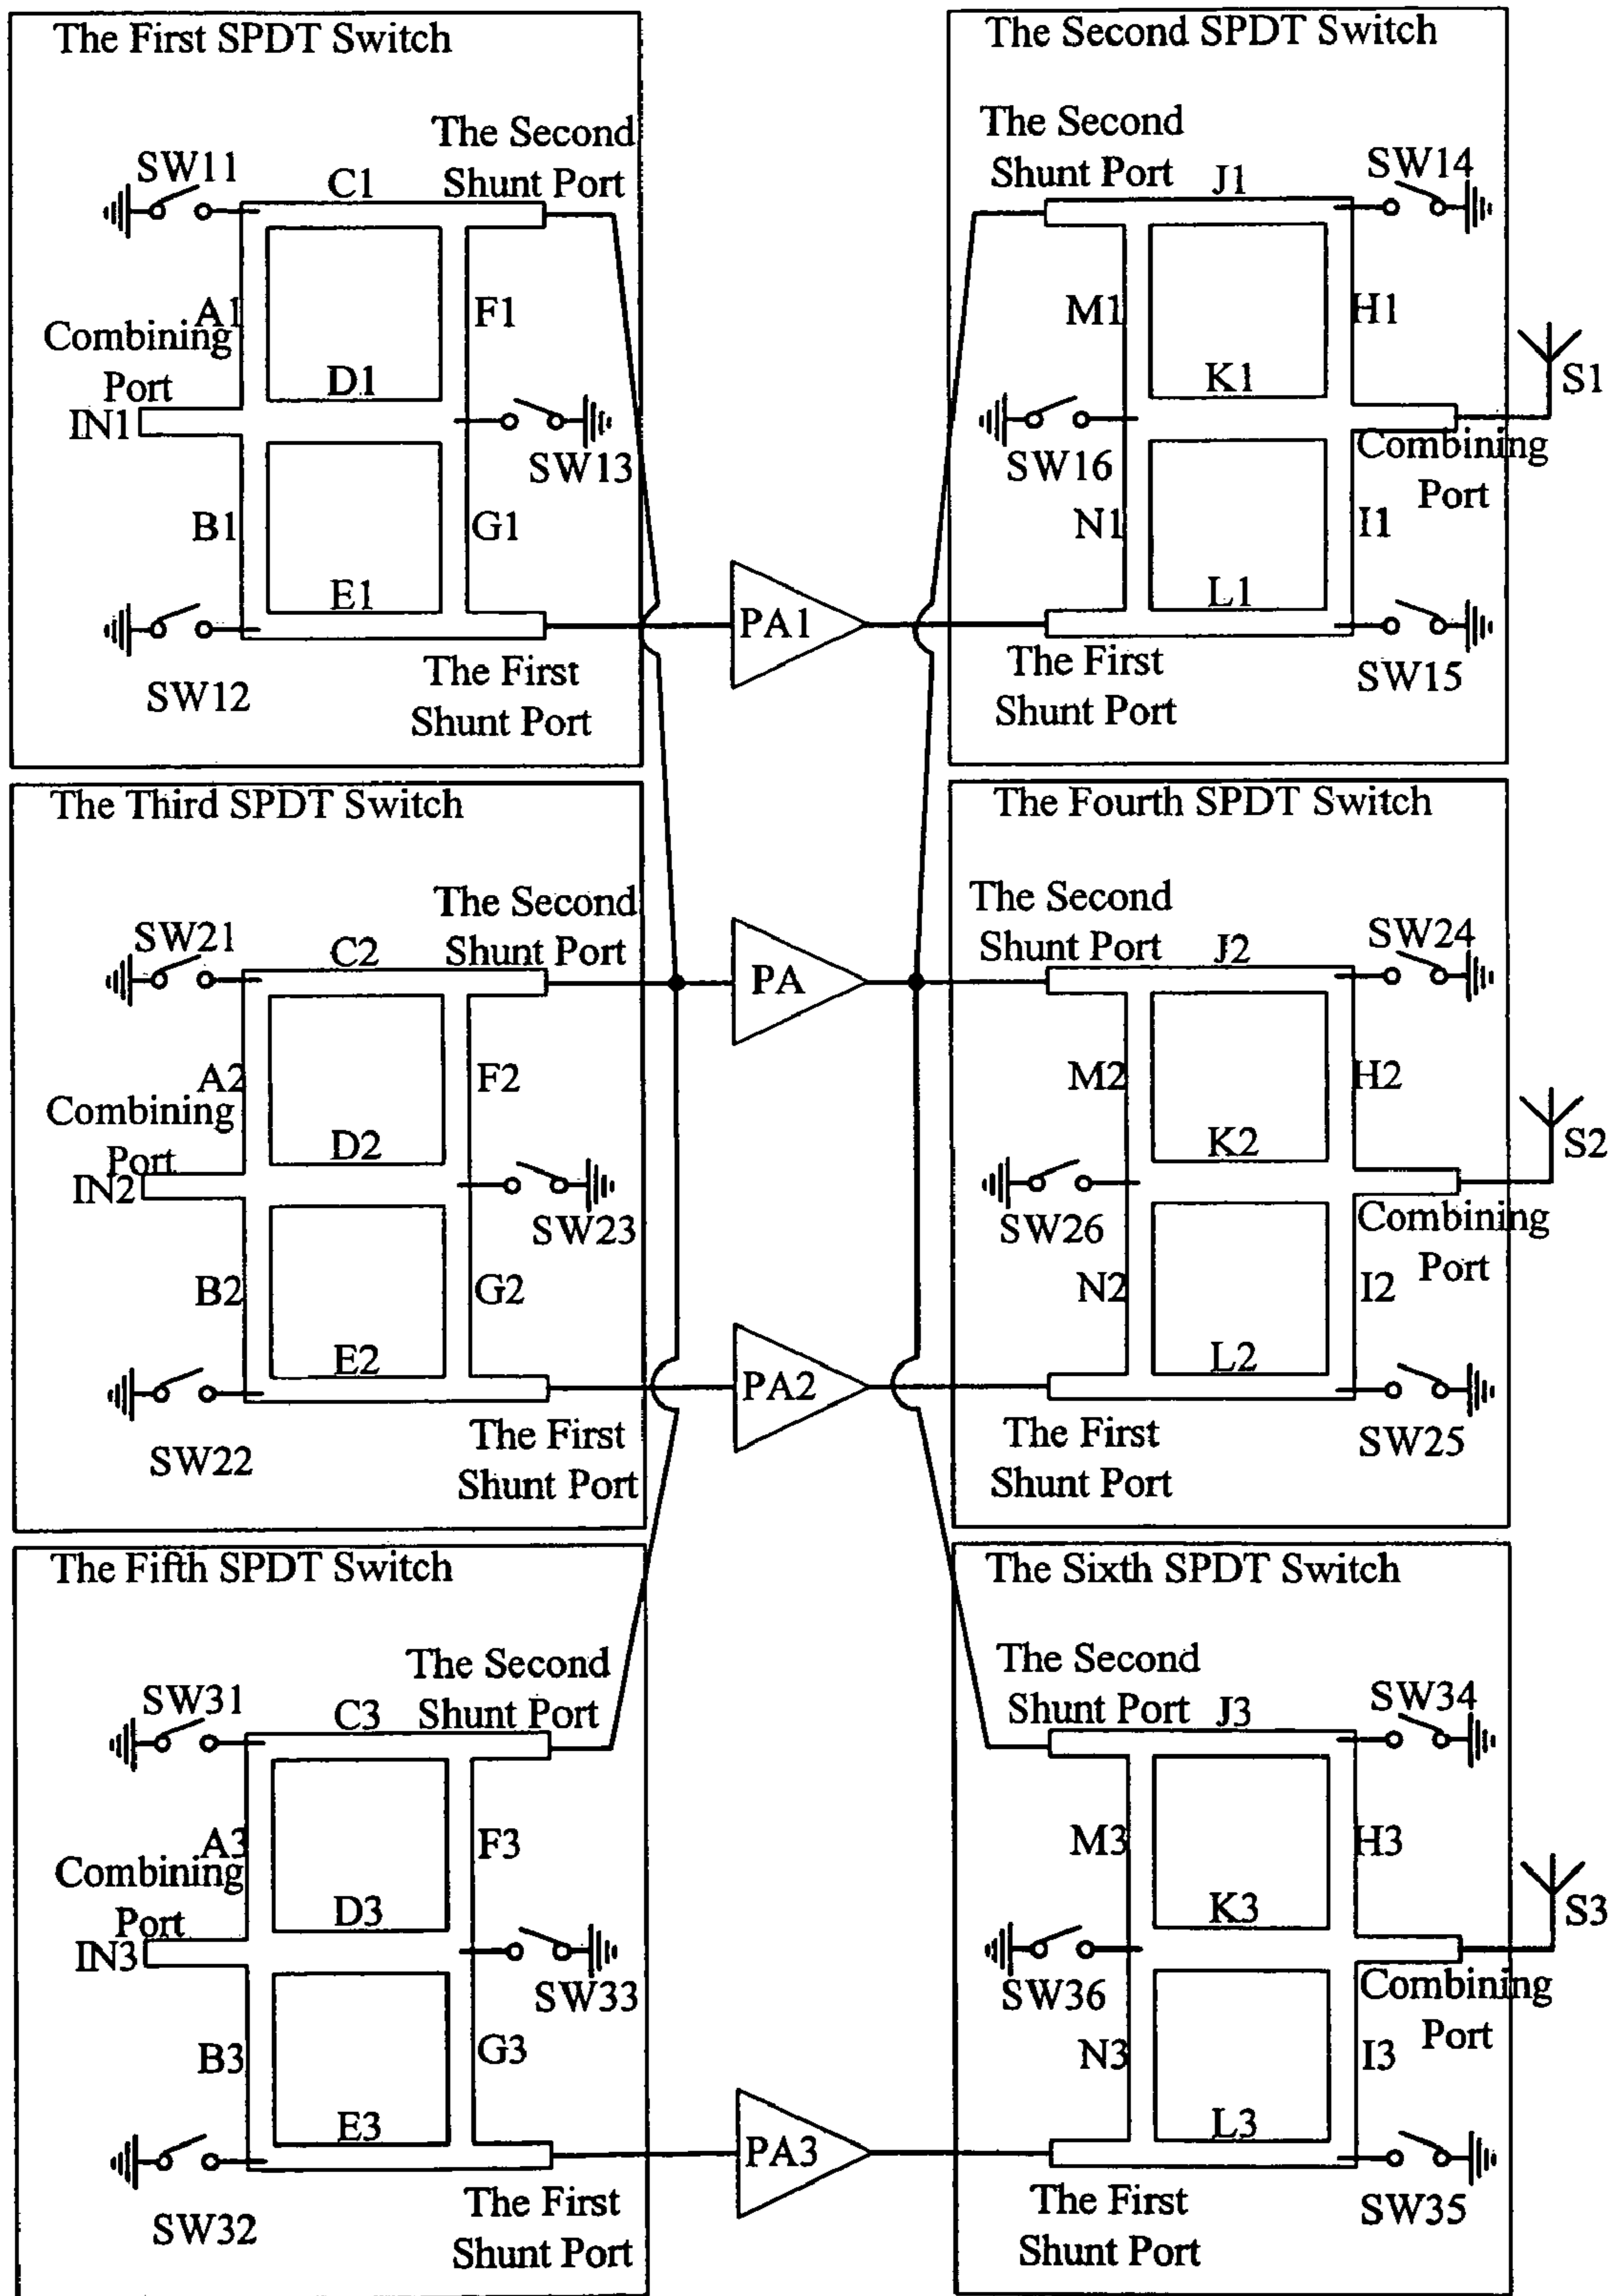 The First SPDT Switch
The Second
Shunt Port
SW11
C1
A1
Combining
Port
IN1
F1
D1
SW13
B1
G1
E1
SW12
The First
Shunt Port
PA1
The Second SPDT Switch
The Second
Shunt Port
J1
SW14
M1
H1
K1
S1
SW16
Combining
Port
N1
I1
L1
SW15
The First
Shunt Port
The Third SPDT Switch
The Second
Shunt Port
SW21
C2
A2
Combining
Port
IN2
F2
D2
SW23
B2
G2
E2
SW22
The First
Shunt Port
PA
PA2
The Fourth SPDT Switch
The Second
Shunt Port
J2
SW24
M2
H2
K2
S2
SW26
Combining
Port
N2
I2
L2
SW25
The First
Shunt Port
The Fifth SPDT Switch
The Second
Shunt Port
SW31
C3
A3
Combining
Port
IN3
F3
D3
SW33
B3
G3
E3
SW32
The First
Shunt Port
PA3
The Sixth SPDT Switch
The Second
Shunt Port
J3
SW34
M3
H3
K3
S3
SW36
Combining
Port
N3
I3
L3
SW35
The First
Shunt Port